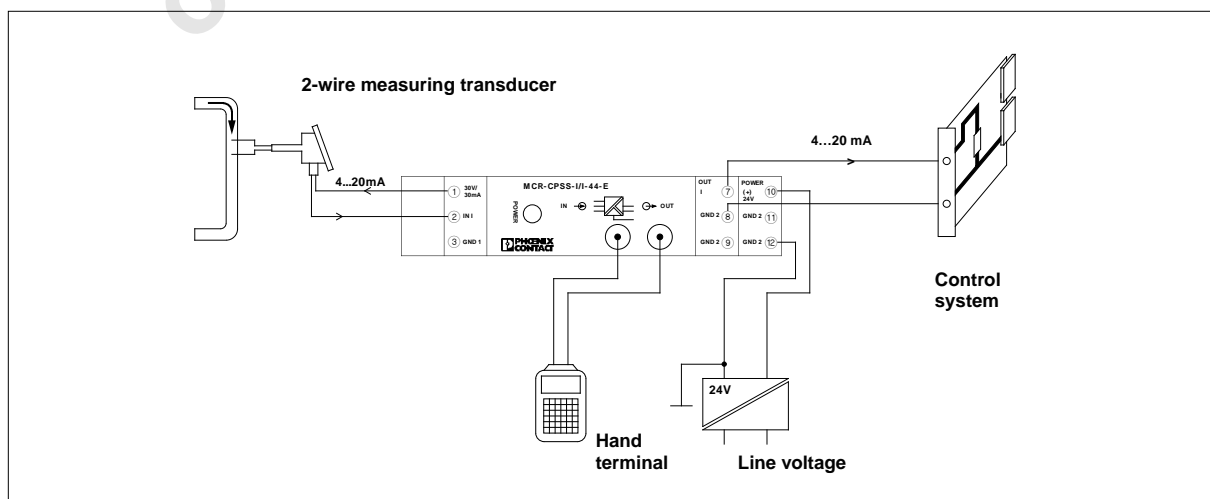 2-wire measuring transducer
4...20mA
4…20 mA
1 30V/
30mA
2 IN I
3 GND 1
MCR-CPSS-I/I-44-E
POWER
IN
OUT
PHŒNIX
CONTACT
OUT
I 7
GND 2 8
GND 2 9
POWER
(+) 10
24V
GND 2 11
GND 2 12
Control
system
24V
Hand
terminal
Line voltage